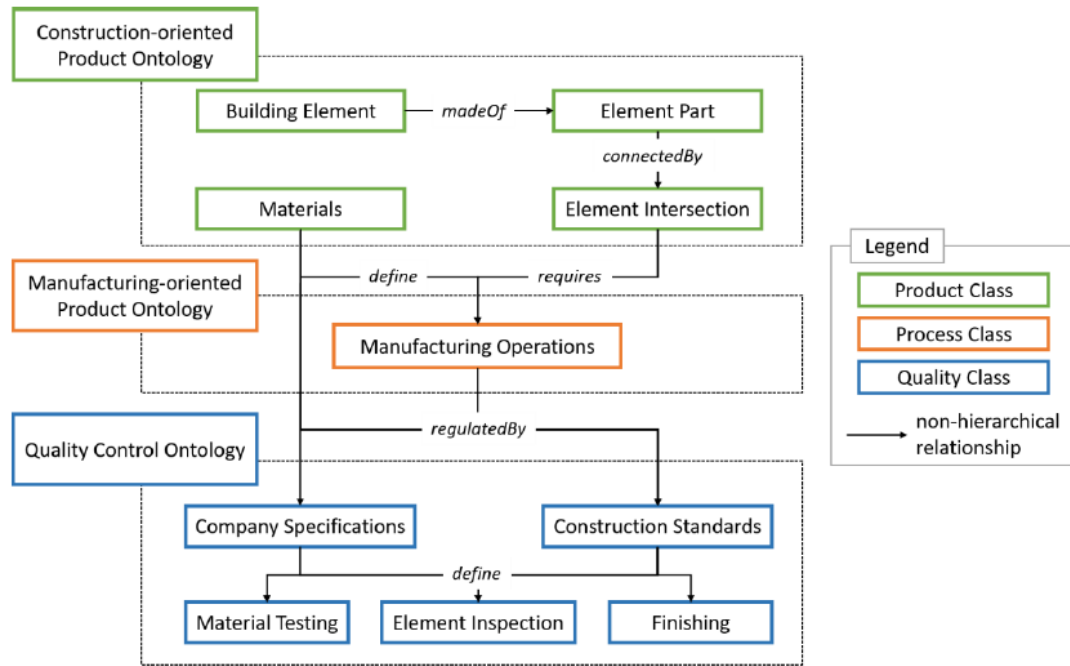 Construction-oriented
Product Ontology
Building Element
madeOf
Element Part
connectedBy
Materials
Element Intersection
define
requires
Manufacturing-oriented
Product Ontology
Manufacturing Operations
regulatedBy
Quality Control Ontology
Company Specifications
Construction Standards
define
Material Testing
Element Inspection
Finishing
Legend
Product Class
Process Class
Quality Class
non-hierarchical
relationship